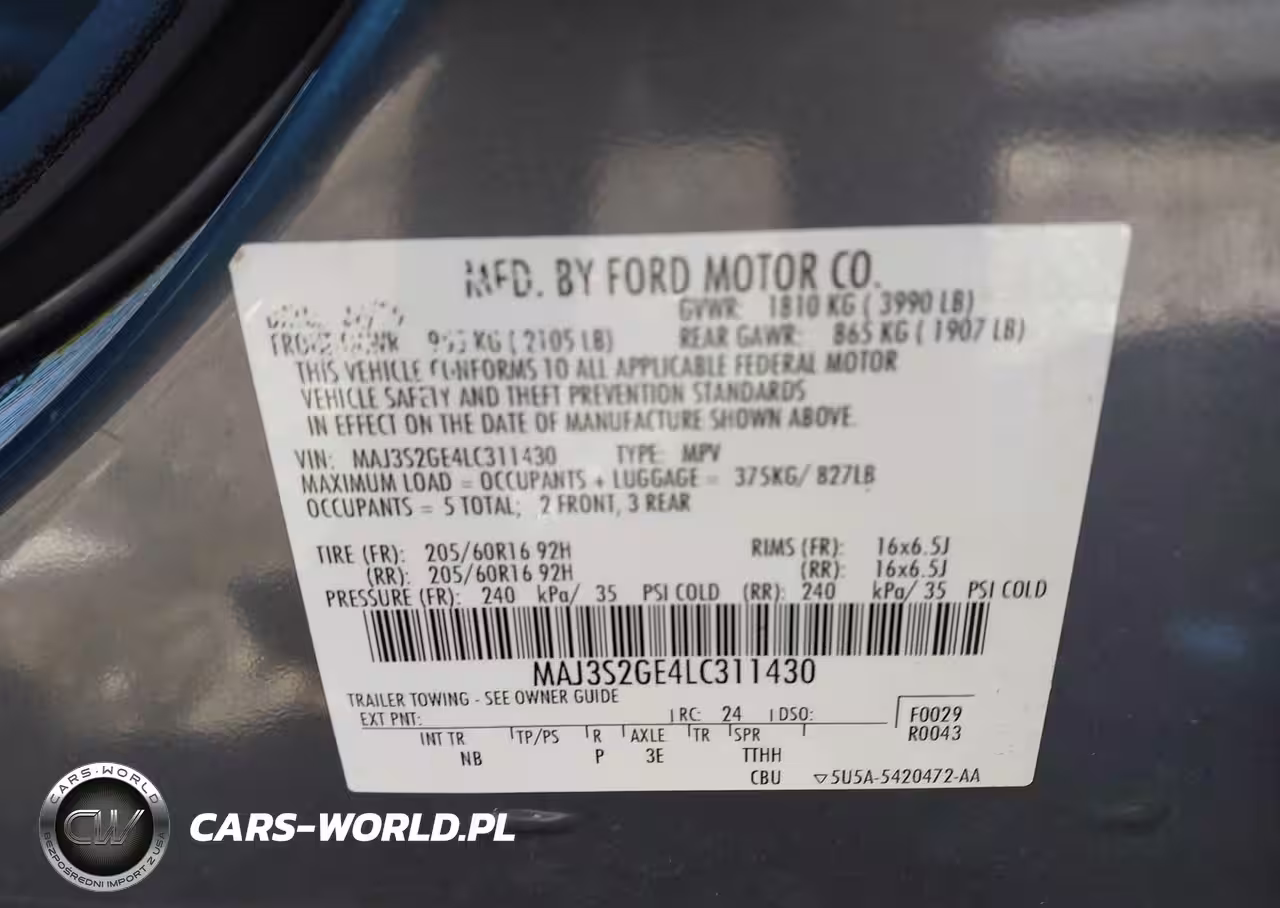 MFD. BY FORD MOTOR CO.
GVWR: 1810 KG ( 3990 LB)
FRONT GAWR KG ( 2105 LB) REAR GAWR: 865 KG ( 1907 LB)
THIS VEHICLE CONFORMS TO ALL APPLICABLE FEDERAL MOTOR
VEHICLE SAFETY AND THEFT PREVENTION STANDARDS
IN EFFECT ON THE DATE OF MANUFACTURE SHOWN ABOVE.
VIN: MAJ3S2GE4LC311430 TYPE: MPV
MAXIMUM LOAD = OCCUPANTS + LUGGAGE = 375KG/ 827LB
OCCUPANTS = 5 TOTAL; 2 FRONT, 3 REAR
TIRE (FR): 205/60R16 92H RIMS (FR): 16x6.5J
(RR): 205/60R16 92H (RR): 16x6.5J
PRESSURE (FR): 240 kPa/ 35 PSI COLD (RR): 240 kPa/ 35 PSI COLD
MAJ3S2GE4LC311430
TRAILER TOWING - SEE OWNER GUIDE
EXT PNT: RC: 24 DSO: F0029
R0043
INT TR TP/PS R AXLE TR SPR
NB P 3E TTHH
CBU ▽5U5A-5420472-AA
CARS-WORLD
CW
BEZPOŚREDNI IMPORT Z USA
CARS-WORLD.PL